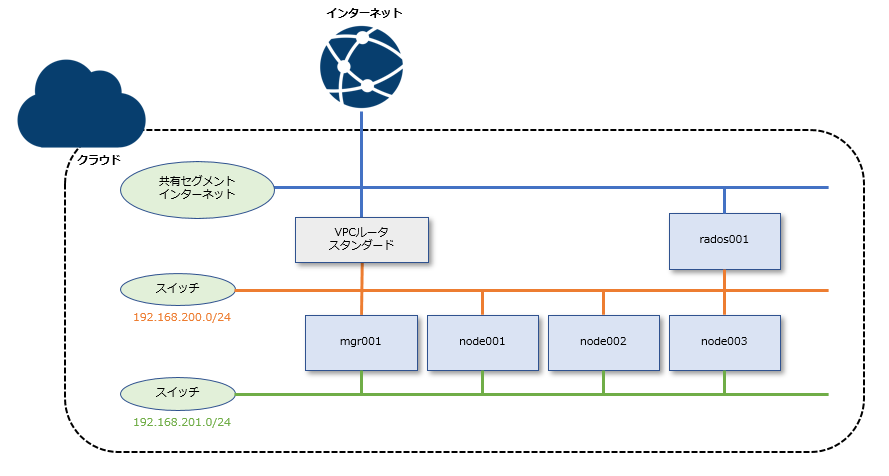 インターネット
クラウド
共有セグメント
インターネット
VPCルータ
スタンダード
rados001
スイッチ
192.168.200.0/24
mgr001
node001
node002
node003
スイッチ
192.168.201.0/24